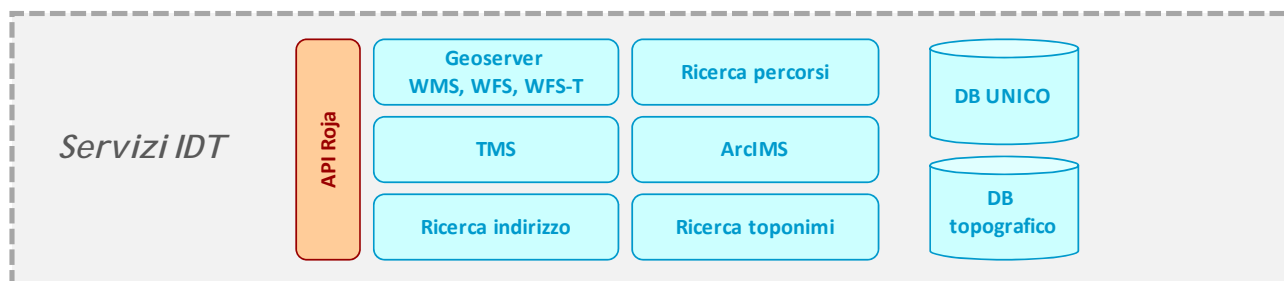 Servizi IDT
API Roja
Geoserver
WMS, WFS, WFS-T
Ricerca percorsi
TMS
ArcIMS
Ricerca indirizzo
Ricerca toponimi
DB UNICO
DB
topografico